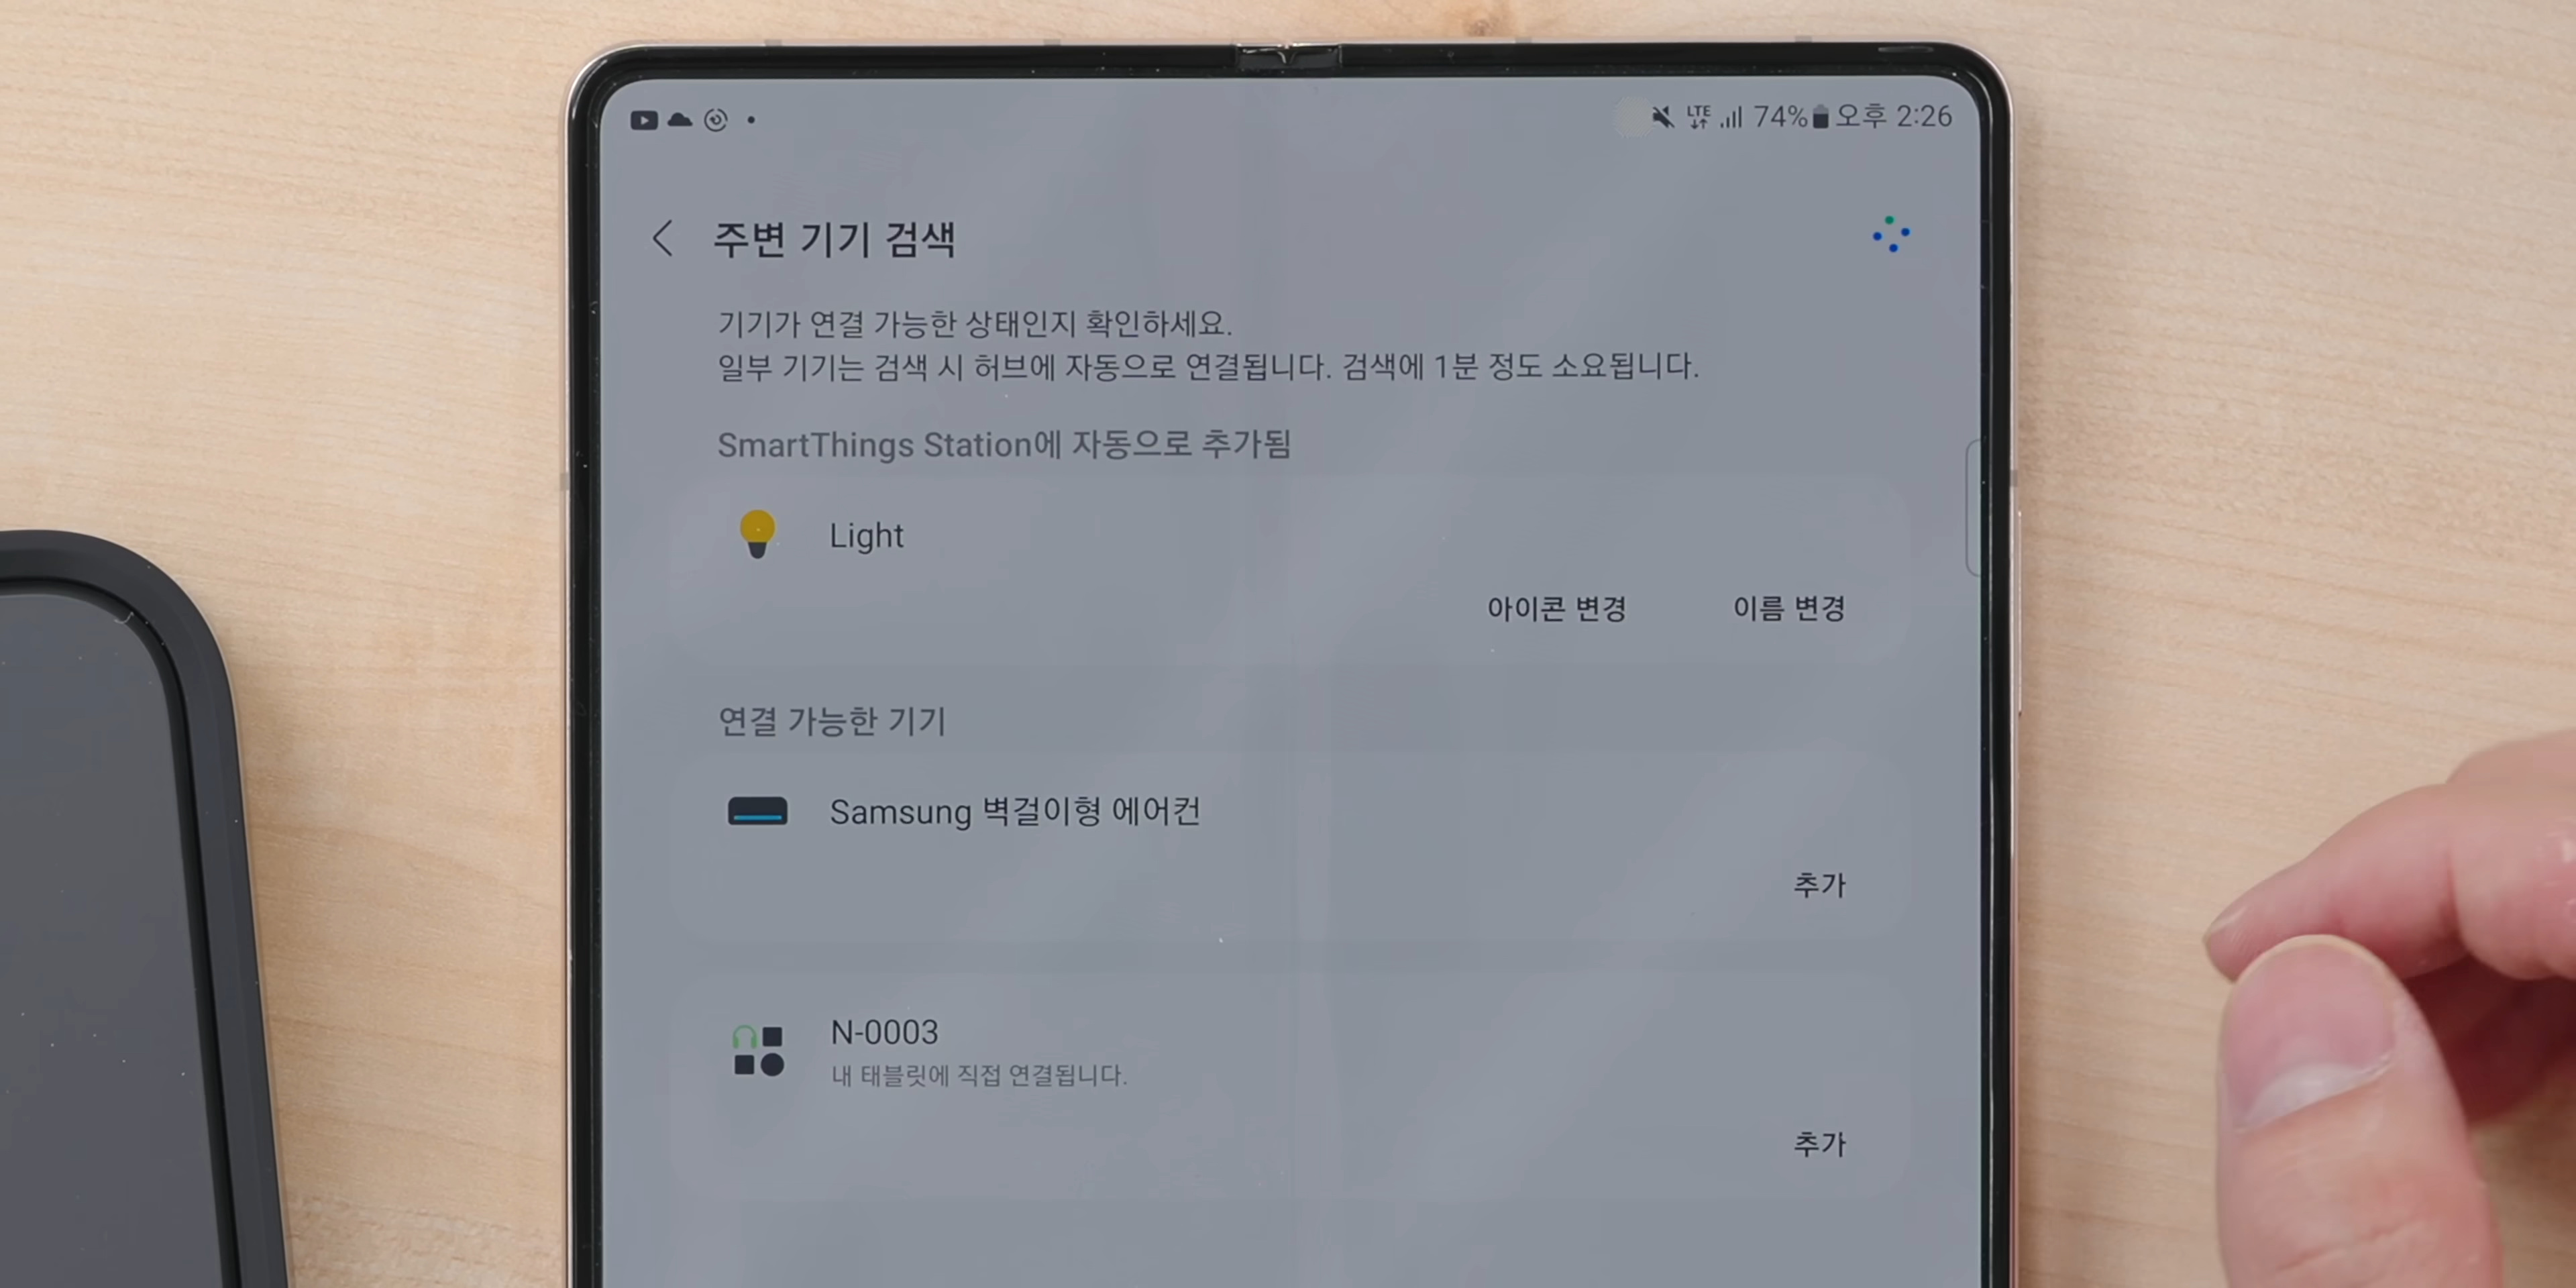 LTE 74% 오후 2:26
주변 기기 검색
기기가 연결 가능한 상태인지 확인하세요.
일부 기기는 검색 시 허브에 자동으로 연결됩니다. 검색에 1분 정도 소요됩니다.
SmartThings Station에 자동으로 추가됨
Light
아이콘 변경 이름 변경
연결 가능한 기기
Samsung 벽걸이형 에어컨
추가
N-0003
내 태블릿에 직접 연결됩니다.
추가